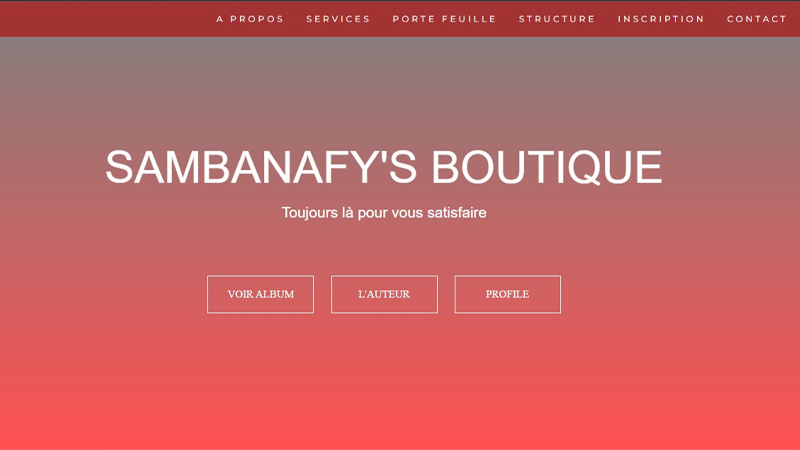 A PROPOS SERVICES PORTE FEUILLE STRUCTURE INSCRIPTION CONTACT
SAMBANAFY'S BOUTIQUE
Toujours là pour vous satisfaire
VOIR ALBUM L'AUTEUR PROFILE